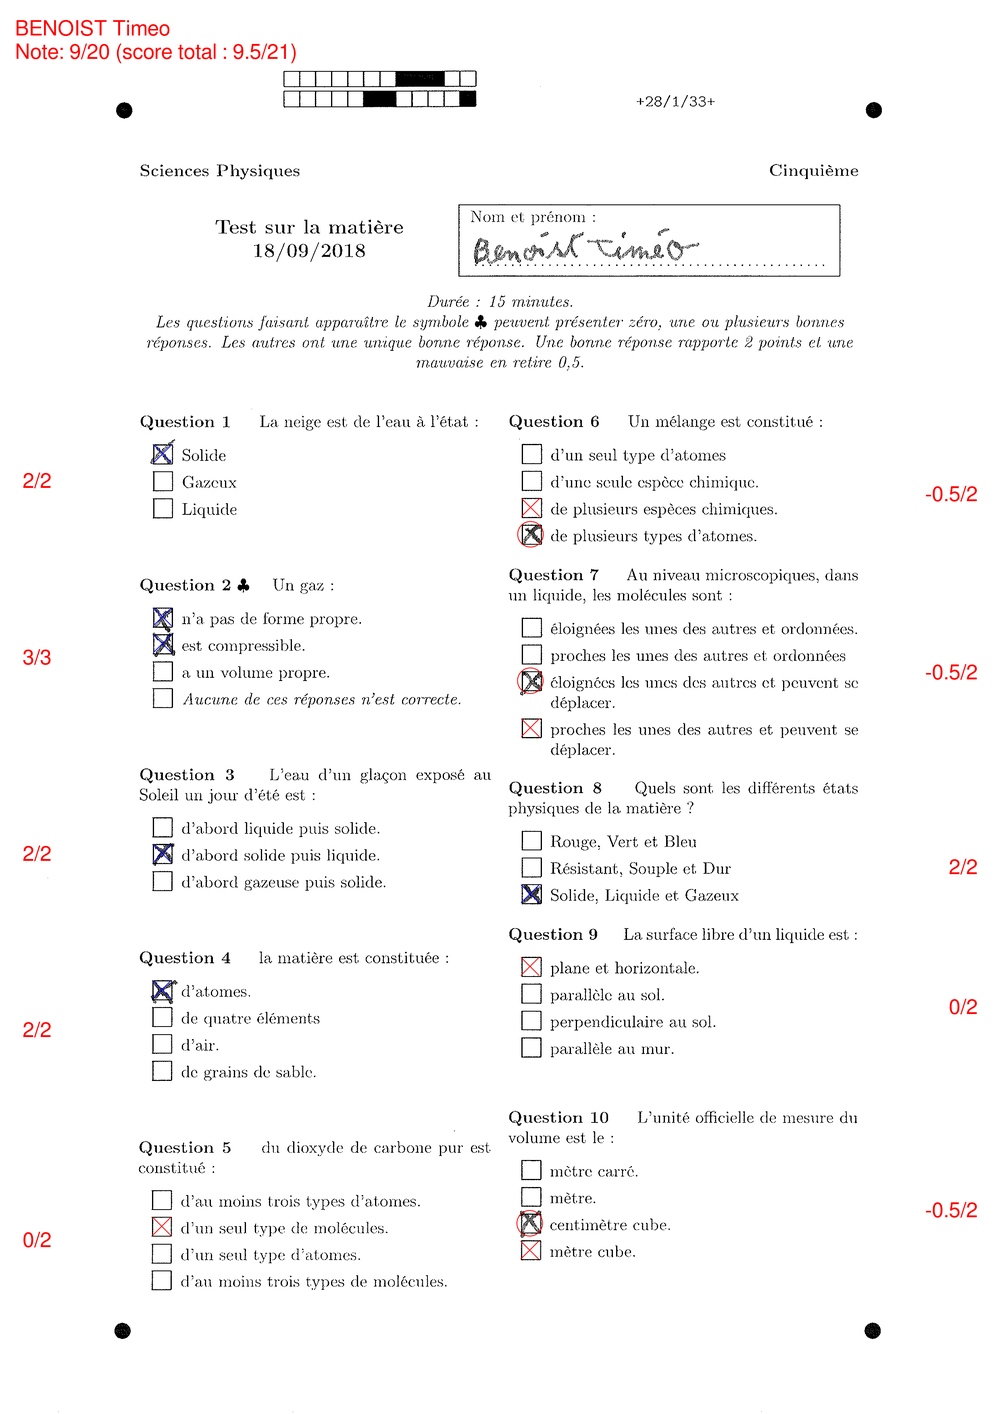 BENOIST Timeo
Note: 9/20 (score total : 9.5/21)
+28/1/33+
Sciences Physiques
Cinquième
Test sur la matière
18/09/2018
Nom et prénom :
Benoist Timéo
Durée : 15 minutes.
Les questions faisant apparaître le symbole ♣ peuvent présenter zéro, une ou plusieurs bonnes
réponses. Les autres ont une unique bonne réponse. Une bonne réponse rapporte 2 points et une
mauvaise en retire 0,5.
Question 1 La neige est de l'eau à l'état :
Solide
Gazeux
Liquide
2/2
Question 2 ♣ Un gaz :
n'a pas de forme propre.
est compressible.
a un volume propre.
Aucune de ces réponses n'est correcte.
3/3
Question 3 L'eau d'un glaçon exposé au
Soleil un jour d'été est :
d'abord liquide puis solide.
d'abord solide puis liquide.
d'abord gazeuse puis solide.
2/2
Question 4 la matière est constituée :
d'atomes.
de quatre éléments
d'air.
de grains de sable.
2/2
Question 5 du dioxyde de carbone pur est
constitué :
d'au moins trois types d'atomes.
d'un seul type de molécules.
d'un seul type d'atomes.
d'au moins trois types de molécules.
0/2
Question 6 Un mélange est constitué :
d'un seul type d'atomes
d'une seule espèce chimique.
de plusieurs espèces chimiques.
de plusieurs types d'atomes.
-0.5/2
Question 7 Au niveau microscopiques, dans
un liquide, les molécules sont :
éloignées les unes des autres et ordonnées.
proches les unes des autres et ordonnées
éloignées les unes des autres et peuvent se
déplacer.
proches les unes des autres et peuvent se
déplacer.
-0.5/2
Question 8 Quels sont les différents états
physiques de la matière ?
Rouge, Vert et Bleu
Résistant, Souple et Dur
Solide, Liquide et Gazeux
2/2
Question 9 La surface libre d'un liquide est :
plane et horizontale.
parallèle au sol.
perpendiculaire au sol.
parallèle au mur.
0/2
Question 10 L'unité officielle de mesure du
volume est le :
mètre carré.
mètre.
centimètre cube.
mètre cube.
-0.5/2